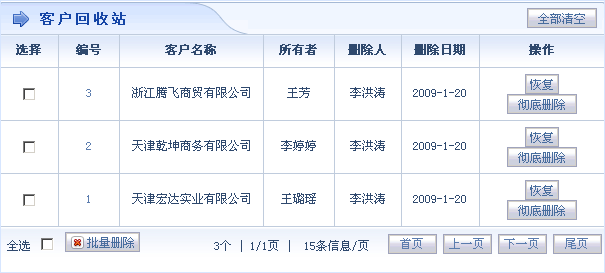 客户回收站 全部清空
选择 编号 客户名称 所有者 删除人 删除日期 操作
3 浙江腾飞商贸有限公司 王芳 李洪涛 2009-1-20 恢复
彻底删除
2 天津乾坤商务有限公司 李婷婷 李洪涛 2009-1-20 恢复
彻底删除
1 天津宏达实业有限公司 王璐瑶 李洪涛 2009-1-20 恢复
彻底删除
全选 批量删除 3个 | 1/1页 | 15条信息/页 首页 上一页 下一页 尾页